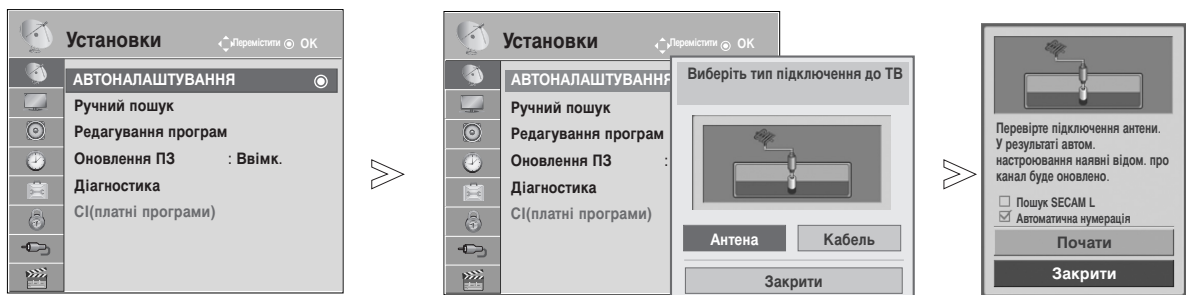 Установки Перемістити OK
АВТОНАЛАШТУВАННЯ
Ручний пошук
Редагування програм
Оновлення ПЗ : Ввімк.
Діагностика
CI(платні програми)
Установки Перемістити OK
АВТОНАЛАШТУВАННЯ
Ручний пошук
Редагування програм
Оновлення ПЗ :
Діагностика
CI(платні програми)
Виберіть тип підключення до ТВ
Антена Кабель
Закрити
Перевірте підключення антени.
У результаті автом.
настроювання наявні відом. про
канал буде оновлено.
Пошук SECAM L
Автоматична нумерація
Почати
Закрити